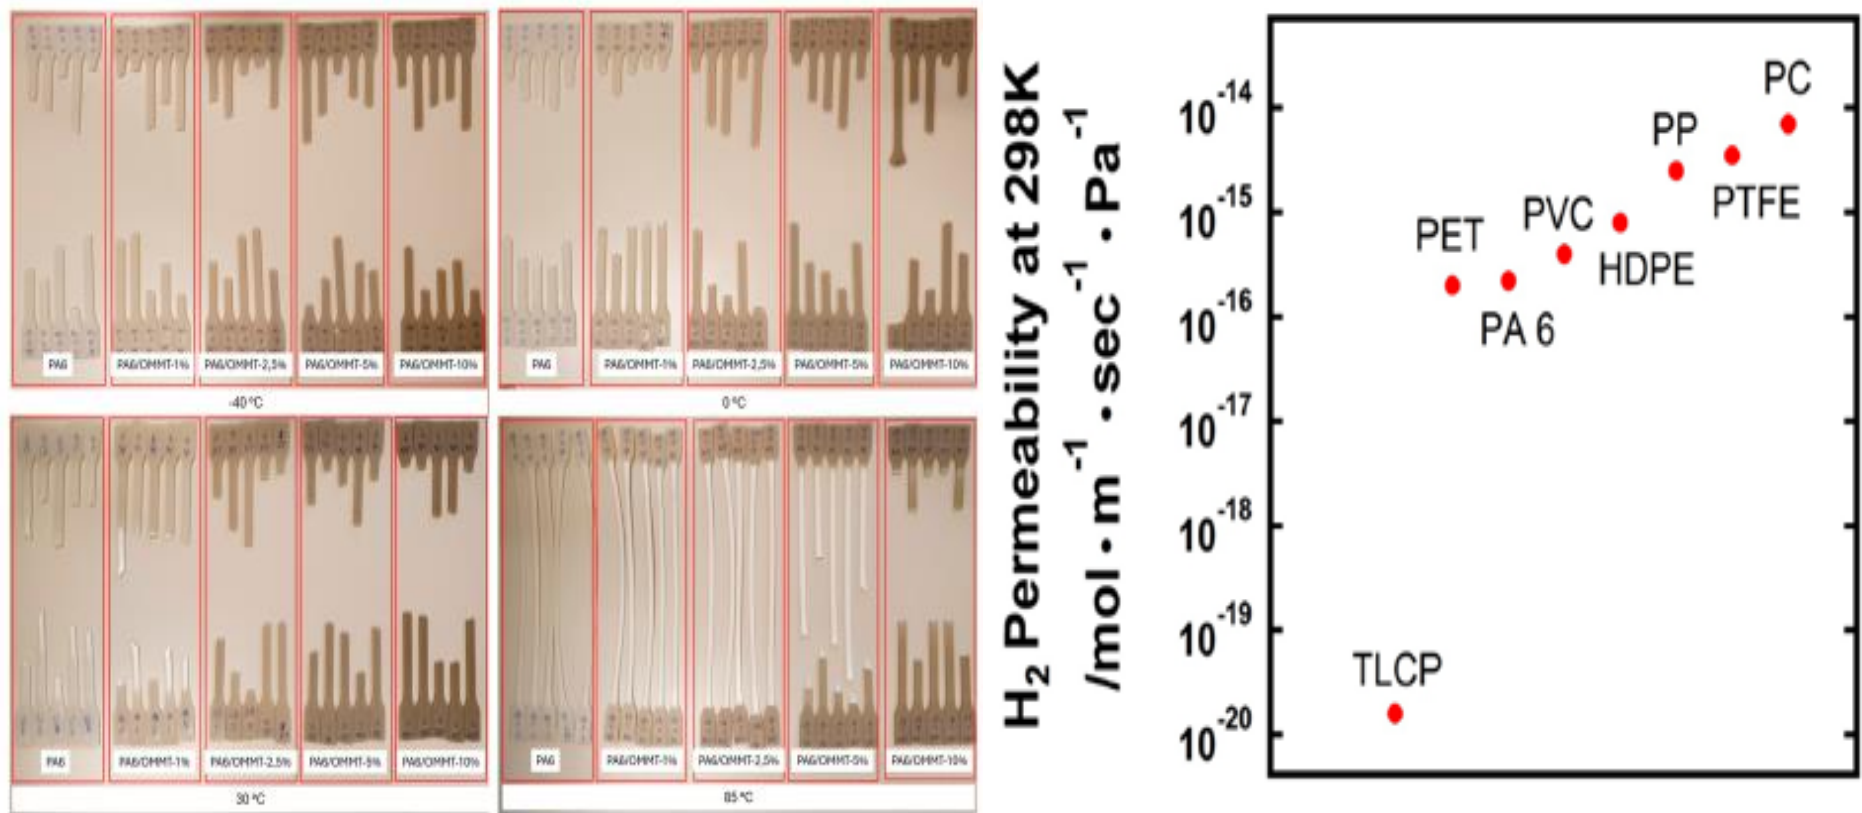 PA6 PA6/OMMT-1% PA6/OMMT-2,5% PA6/OMMT-5% PA6/OMMT-10%
-40 ºC
PA6 PA6/OMMT-1% PA6/OMMT-2,5% PA6/OMMT-5% PA6/OMMT-10%
0 ºC
PA6 PA6/OMMT-1% PA6/OMMT-2,5% PA6/OMMT-5% PA6/OMMT-10%
30 ºC
PA6 PA6/OMMT-1% PA6/OMMT-2,5% PA6/OMMT-5% PA6/OMMT-10%
85 ºC
H₂ Permeability at 298K
/mol・m⁻¹・sec⁻¹・Pa⁻¹
10⁻¹⁴
10⁻¹⁵
10⁻¹⁶
10⁻¹⁷
10⁻¹⁸
10⁻¹⁹
10⁻²⁰
PC
PP
PTFE
PVC
PET
HDPE
PA 6
TLCP